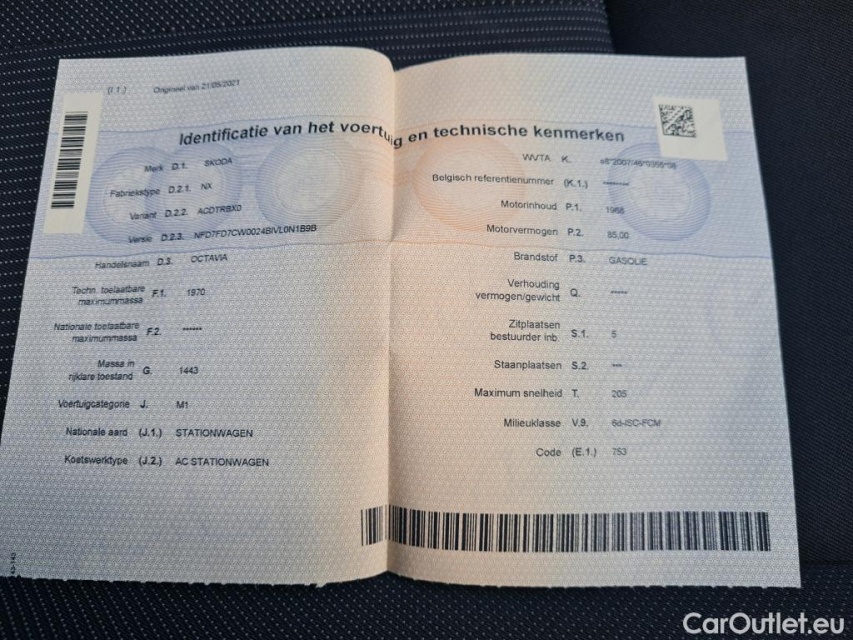 (I.1.) Origineel van 21/05/2021
Identificatie van het voertuig en technische kenmerken
Merk D.1. SKODA
Fabriekstype D.2.1. NX
Variant D.2.2. ACDTRBX0
Versie D.2.3. NFD7FD7CW0024BIVL0N1B9B
Handelsnaam D.3. OCTAVIA
Techn. toelaatbare
maximummassa F.1. 1970
Nationale toelaatbare
maximummassa F.2. ******
Massa in
rijklare toestand G. 1443
Voertuigcategorie J. M1
Nationale aard (J.1.) STATIONWAGEN
Koetswerktype (J.2.) AC STATIONWAGEN
WVTA K.
Belgisch referentienummer (K.1.)
Motorinhoud P.1. 1968
Motorvermogen P.2. 85,00
Brandstof P.3. GASOLIE
Verhouding
vermogen/gewicht Q. *****
Zitplaatsen
bestuurder inb. S.1. 5
Staanplaatsen S.2. ***
Maximum snelheid T. 205
Milieuklasse V.9. 6d-ISC-FCM
Code (E.1.) 753
CarOutlet.eu